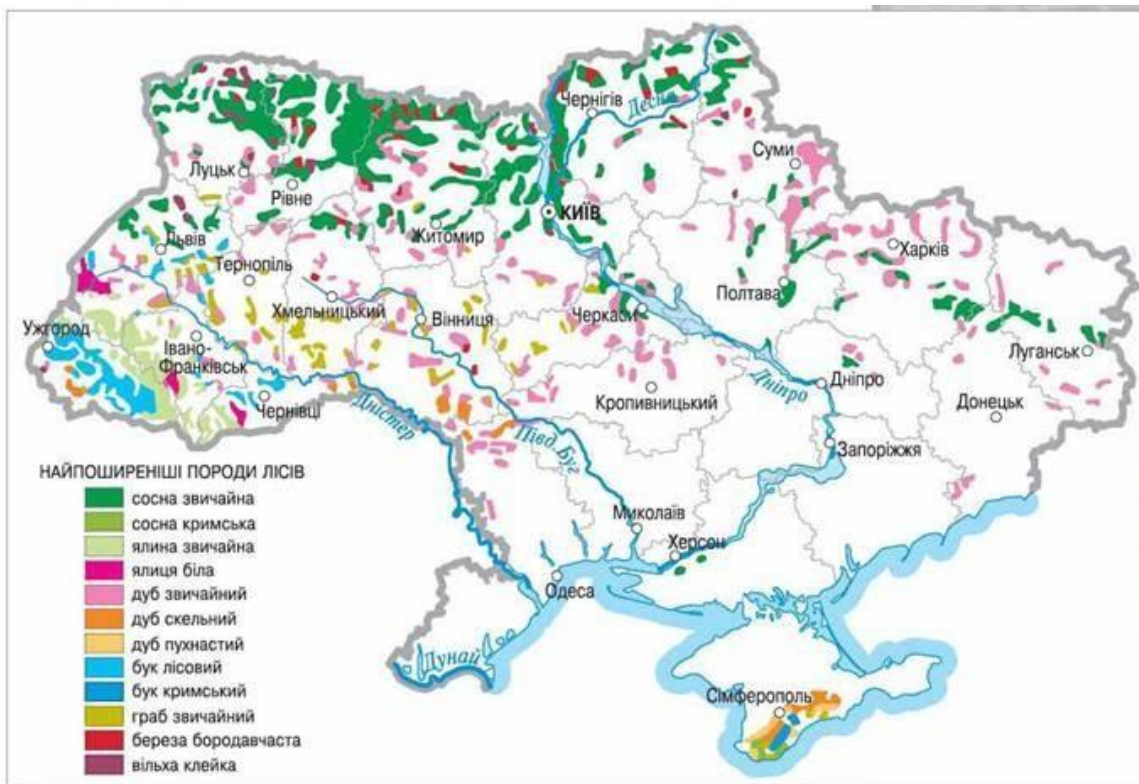 Чернігів
Десна
Суми
Луцьк
Рівне
КИЇВ
Житомир
Львів
Харків
Тернопіль
Полтава
Хмельницький
Вінниця
Черкаси
Ужгород
Івано-
Франківськ
Луганськ
Чернівці
Дніпро
Дніпро
Кропивницький
Донецьк
Дністер
Півд. Буг
Запоріжжя
НАЙПОШИРЕНІШІ ПОРОДИ ЛІСІВ
сосна звичайна
сосна кримська
ялина звичайна
ялиця біла
дуб звичайний
дуб скельний
дуб пухнастий
бук лісовий
бук кримський
граб звичайний
береза бородавчаста
вільха клейка
Миколаїв
Херсон
Одеса
Дунай
Сімферополь